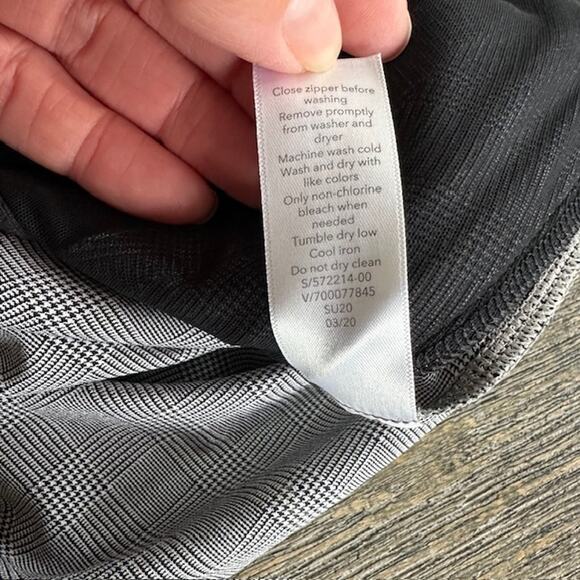 Close zipper before
washing
Remove promptly
from washer and
dryer
Machine wash cold
Wash and dry with
like colors
Only non-chlorine
bleach when
needed
Tumble dry low
Cool iron
Do not dry clean
S/572214-00
V/700077845
SU20
03/20